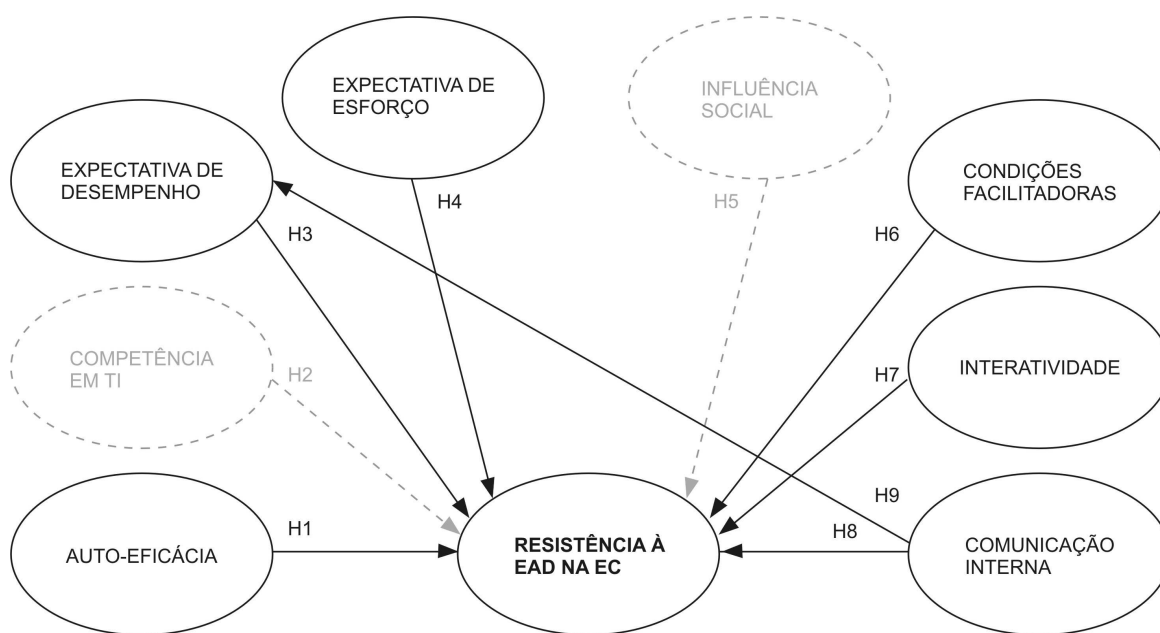 EXPECTATIVA DE
ESFORÇO
INFLUÊNCIA
SOCIAL
EXPECTATIVA DE
DESEMPENHO
CONDIÇÕES
FACILITADORAS
H4
H5
H3
H6
COMPETÊNCIA
EM TI
H2
H7
INTERATIVIDADE
H9
AUTO-EFICÁCIA
H1
RESISTÊNCIA À
EAD NA EC
H8
COMUNICAÇÃO
INTERNA